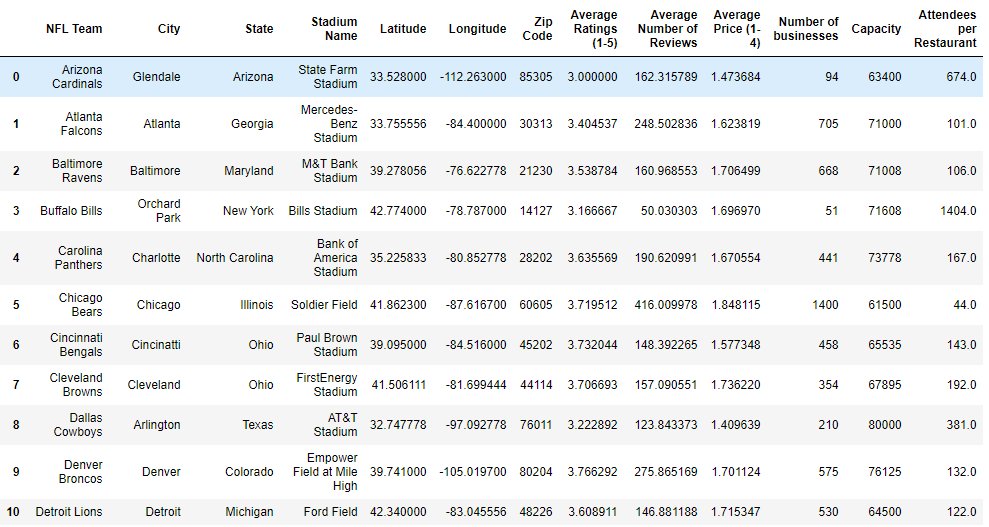 NFL Team City State Stadium Name Latitude Longitude Zip Code Average Ratings (1-5) Average Number of Reviews Average Price (1-4) Number of businesses Capacity Attendees per Restaurant
0 Arizona Cardinals Glendale Arizona State Farm Stadium 33.528000 -112.263000 85305 3.000000 162.315789 1.473684 94 63400 674.0
1 Atlanta Falcons Atlanta Georgia Mercedes-Benz Stadium 33.755556 -84.400000 30313 3.404537 248.502836 1.623819 705 71000 101.0
2 Baltimore Ravens Baltimore Maryland M&T Bank Stadium 39.278056 -76.622778 21230 3.538784 160.968553 1.706499 668 71008 106.0
3 Buffalo Bills Orchard Park New York Bills Stadium 42.774000 -78.787000 14127 3.166667 50.030303 1.696970 51 71608 1404.0
4 Carolina Panthers Charlotte North Carolina Bank of America Stadium 35.225833 -80.852778 28202 3.635569 190.620991 1.670554 441 73778 167.0
5 Chicago Bears Chicago Illinois Soldier Field 41.862300 -87.616700 60605 3.719512 416.009978 1.848115 1400 61500 44.0
6 Cincinnati Bengals Cincinatti Ohio Paul Brown Stadium 39.095000 -84.516000 45202 3.732044 148.392265 1.577348 458 65535 143.0
7 Cleveland Browns Cleveland Ohio FirstEnergy Stadium 41.506111 -81.699444 44114 3.706693 157.090551 1.736220 354 67895 192.0
8 Dallas Cowboys Arlington Texas AT&T Stadium 32.747778 -97.092778 76011 3.222892 123.843373 1.409639 210 80000 381.0
9 Denver Broncos Denver Colorado Empower Field at Mile High 39.741000 -105.019700 80204 3.766292 275.865169 1.701124 575 76125 132.0
10 Detroit Lions Detroit Michigan Ford Field 42.340000 -83.045556 48226 3.608911 146.881188 1.715347 530 64500 122.0